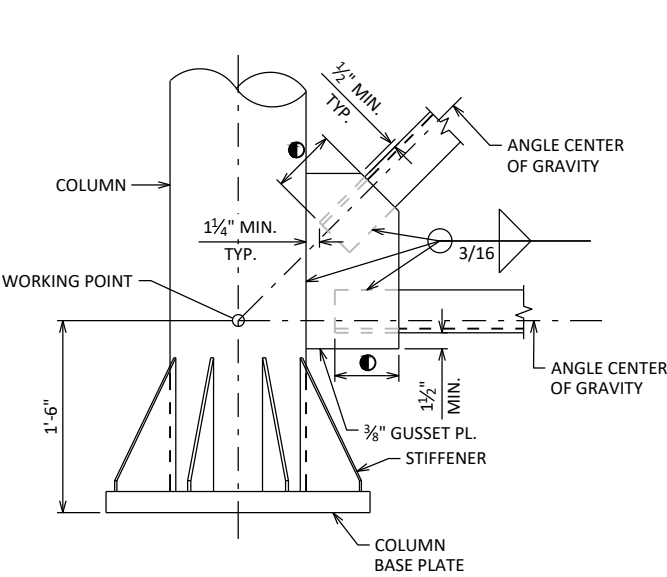 ½" MIN.
TYP.
ANGLE CENTER
OF GRAVITY
COLUMN
1¼" MIN.
TYP.
3/16
WORKING POINT
ANGLE CENTER
OF GRAVITY
1½"
MIN.
1'-6"
⅜" GUSSET PL.
STIFFENER
COLUMN
BASE PLATE